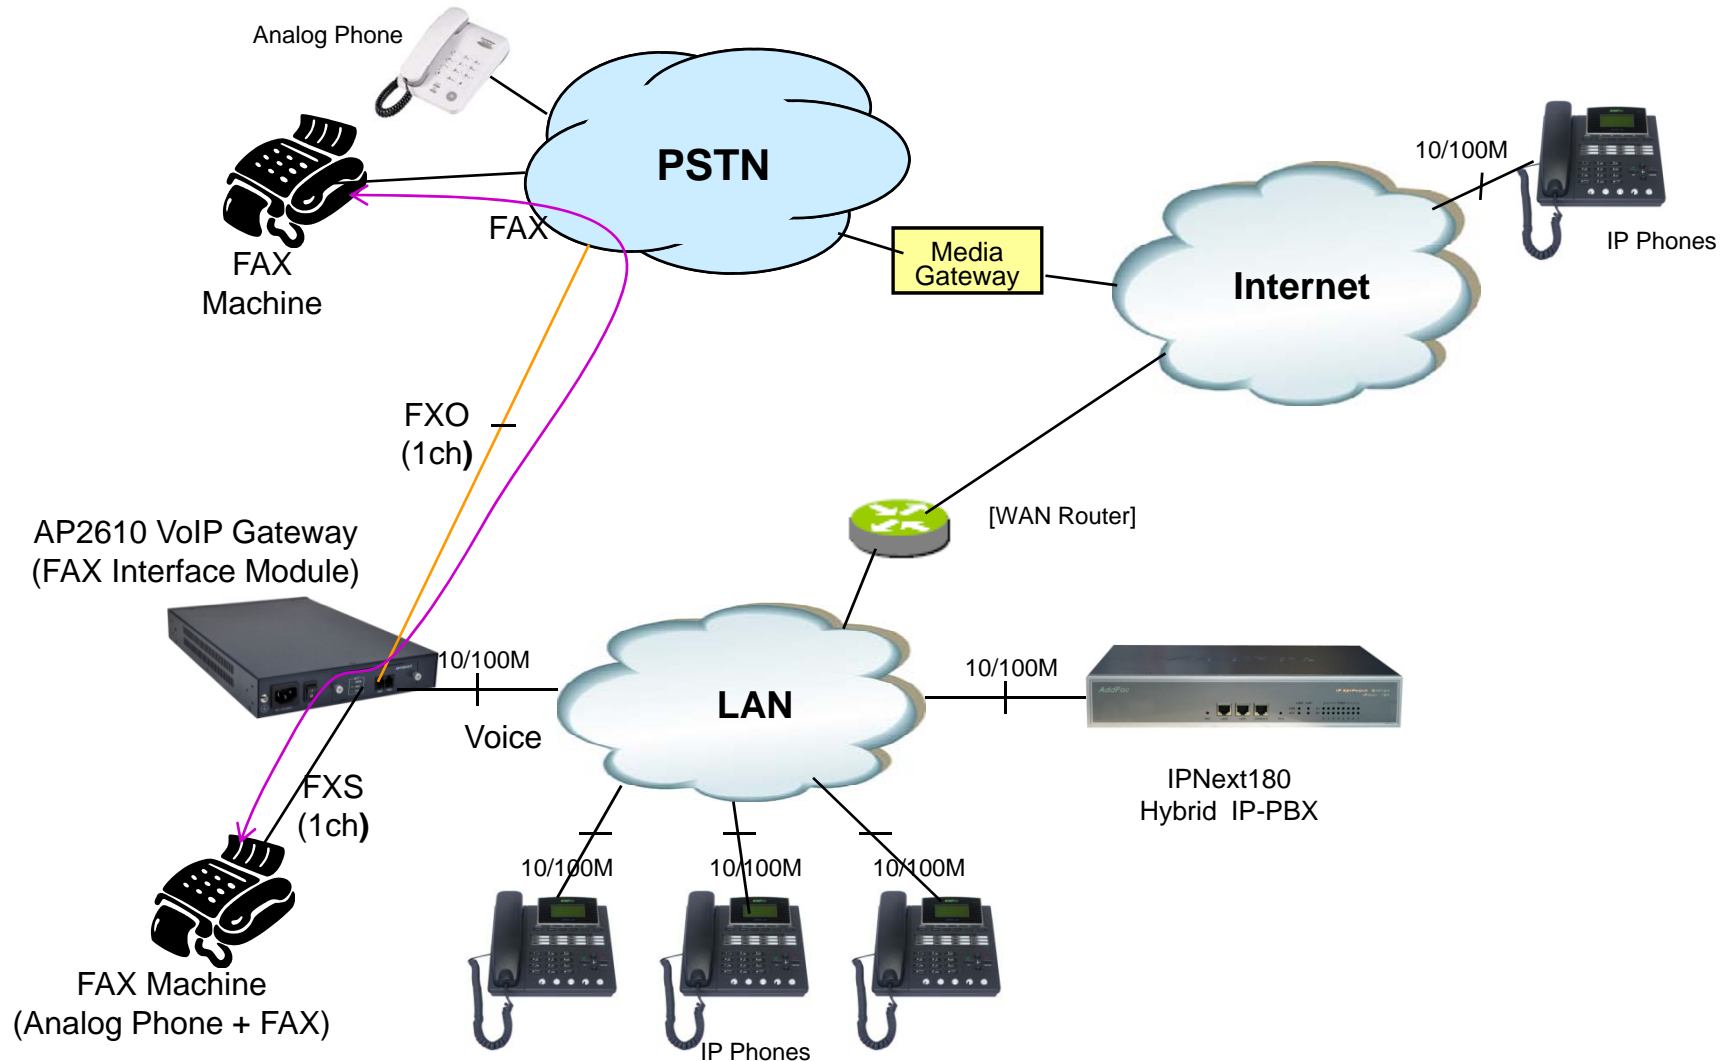 Analog Phone
PSTN
10/100M
IP Phones
FAX
FAX
Machine
Media
Gateway
Internet
FXO
(1ch)
[WAN Router]
AP2610 VoIP Gateway
(FAX Interface Module)
10/100M
Voice
LAN
10/100M
AddPac
IPNext180
Hybrid IP-PBX
FXS
(1ch)
10/100M
10/100M
10/100M
FAX Machine
(Analog Phone + FAX)
IP Phones